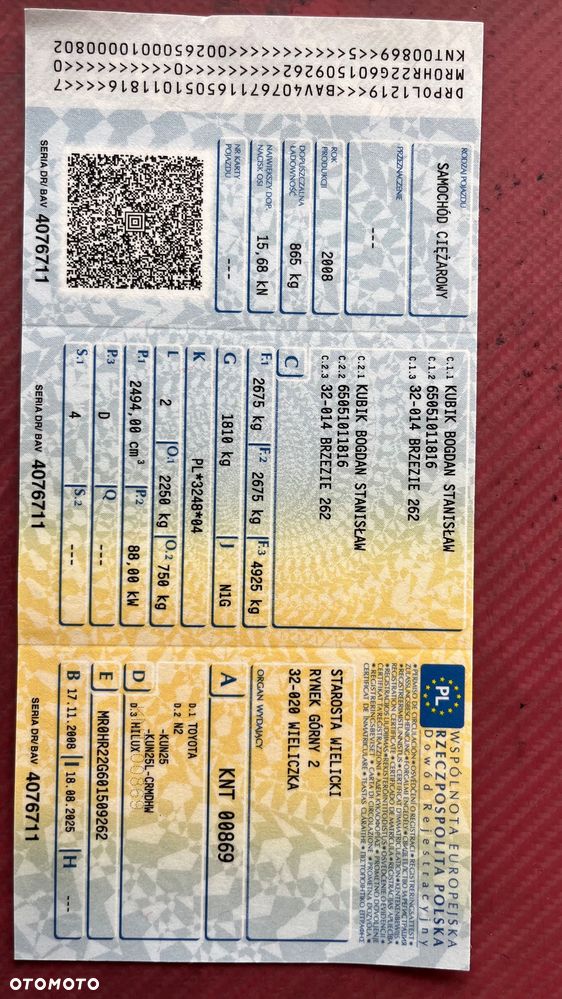 PL
WSPÓLNOTA EUROPEJSKA
RZECZPOSPOLITA POLSKA
Dowód Rejestracyjny
STAROSTA WIELICKI
RYNEK GÓRNY 2
32-020 WIELICZKA
ORGAN WYDAJĄCY
A KNT 00869
D D.1 TOYOTA
D.2 N2
-KUN25
-KUN25L-CRMDHW
D.3 HILUX
E MR0HR22G601509262
B 17.11.2008 I 18.08.2025 H ---
SERIA DR/ BAV 4076711
C.1.1 KUBIK BOGDAN STANISŁAW
C.1.2 65051011816
C.1.3 32-014 BRZEZIE 262
C.2.1 KUBIK BOGDAN STANISŁAW
C.2.2 65051011816
C.2.3 32-014 BRZEZIE 262
C
F.1 2675 kg F.2 2675 kg F.3 4925 kg
G 1810 kg J N1G
K PL*3248*04
L 2 O.1 2250 kg O.2 750 kg
P.1 2494,00 cm³ P.2 88,00 kW
P.3 D Q ---
S.1 4 S.2 ---
SERIA DR/ BAV 4076711
RODZAJ POJAZDU
SAMOCHÓD CIĘŻAROWY
PRZEZNACZENIE
---
ROK PRODUKCJI
2008
DOPUSZCZALNA ŁADOWNOŚĆ
865 kg
NAJWIĘKSZY DOP. NACISK OSI
15,68 kN
NR KARTY POJAZDU
---
SERIA DR/ BAV 4076711
DRPOL1219<<BAV40767116505101181​6<<<<7
MR0HR22G601509262<<<0<<<<<<<<<<0
KNT00869<<5<<<<<<<<0026500010000802
OTOMOTO